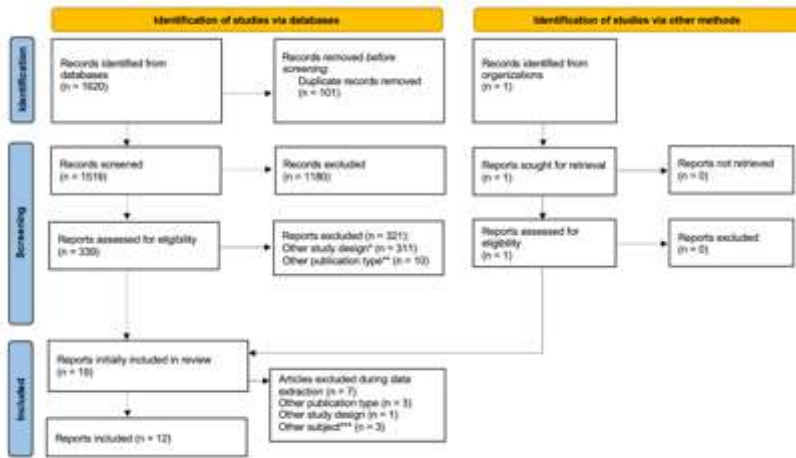 Identification of studies via databases
Identification of studies via other methods
Identification
Records identified from
databases
(n = 1620)
Records removed before
screening:
Duplicate records removed
(n = 101)
Records identified from
organizations
(n = 1)
Screening
Records screened
(n = 1519)
Records excluded
(n = 1180)
Reports sought for retrieval
(n = 1)
Reports not retrieved
(n = 0)
Reports assessed for eligibility
(n = 339)
Reports excluded (n = 321):
Other study design* (n = 311)
Other publication type** (n = 10)
Reports assessed for
eligibility
(n = 1)
Reports excluded:
(n = 0)
Included
Reports initially included in review
(n = 19)
Articles excluded during data
extraction (n = 7)
Other publication type (n = 3)
Other study design (n = 1)
Other subject*** (n = 3)
Reports included (n = 12)